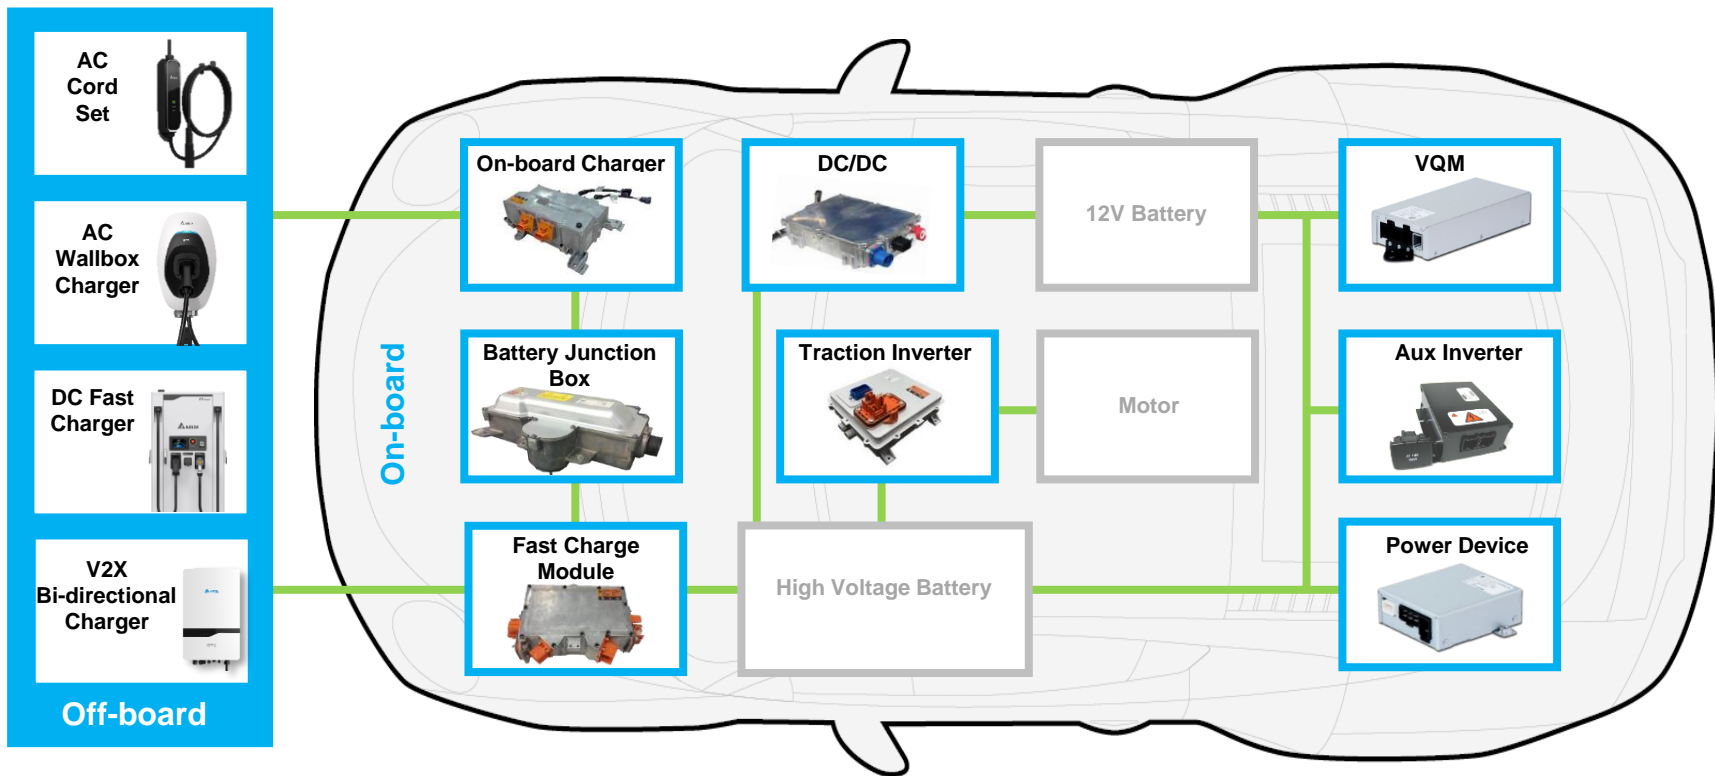 AC
Cord
Set
AC
Wallbox
Charger
DC Fast
Charger
V2X
Bi-directional
Charger
Off-board
On-board
On-board Charger
DC/DC
12V Battery
VQM
Battery Junction
Box
Traction Inverter
Motor
Aux Inverter
Fast Charge
Module
High Voltage Battery
Power Device